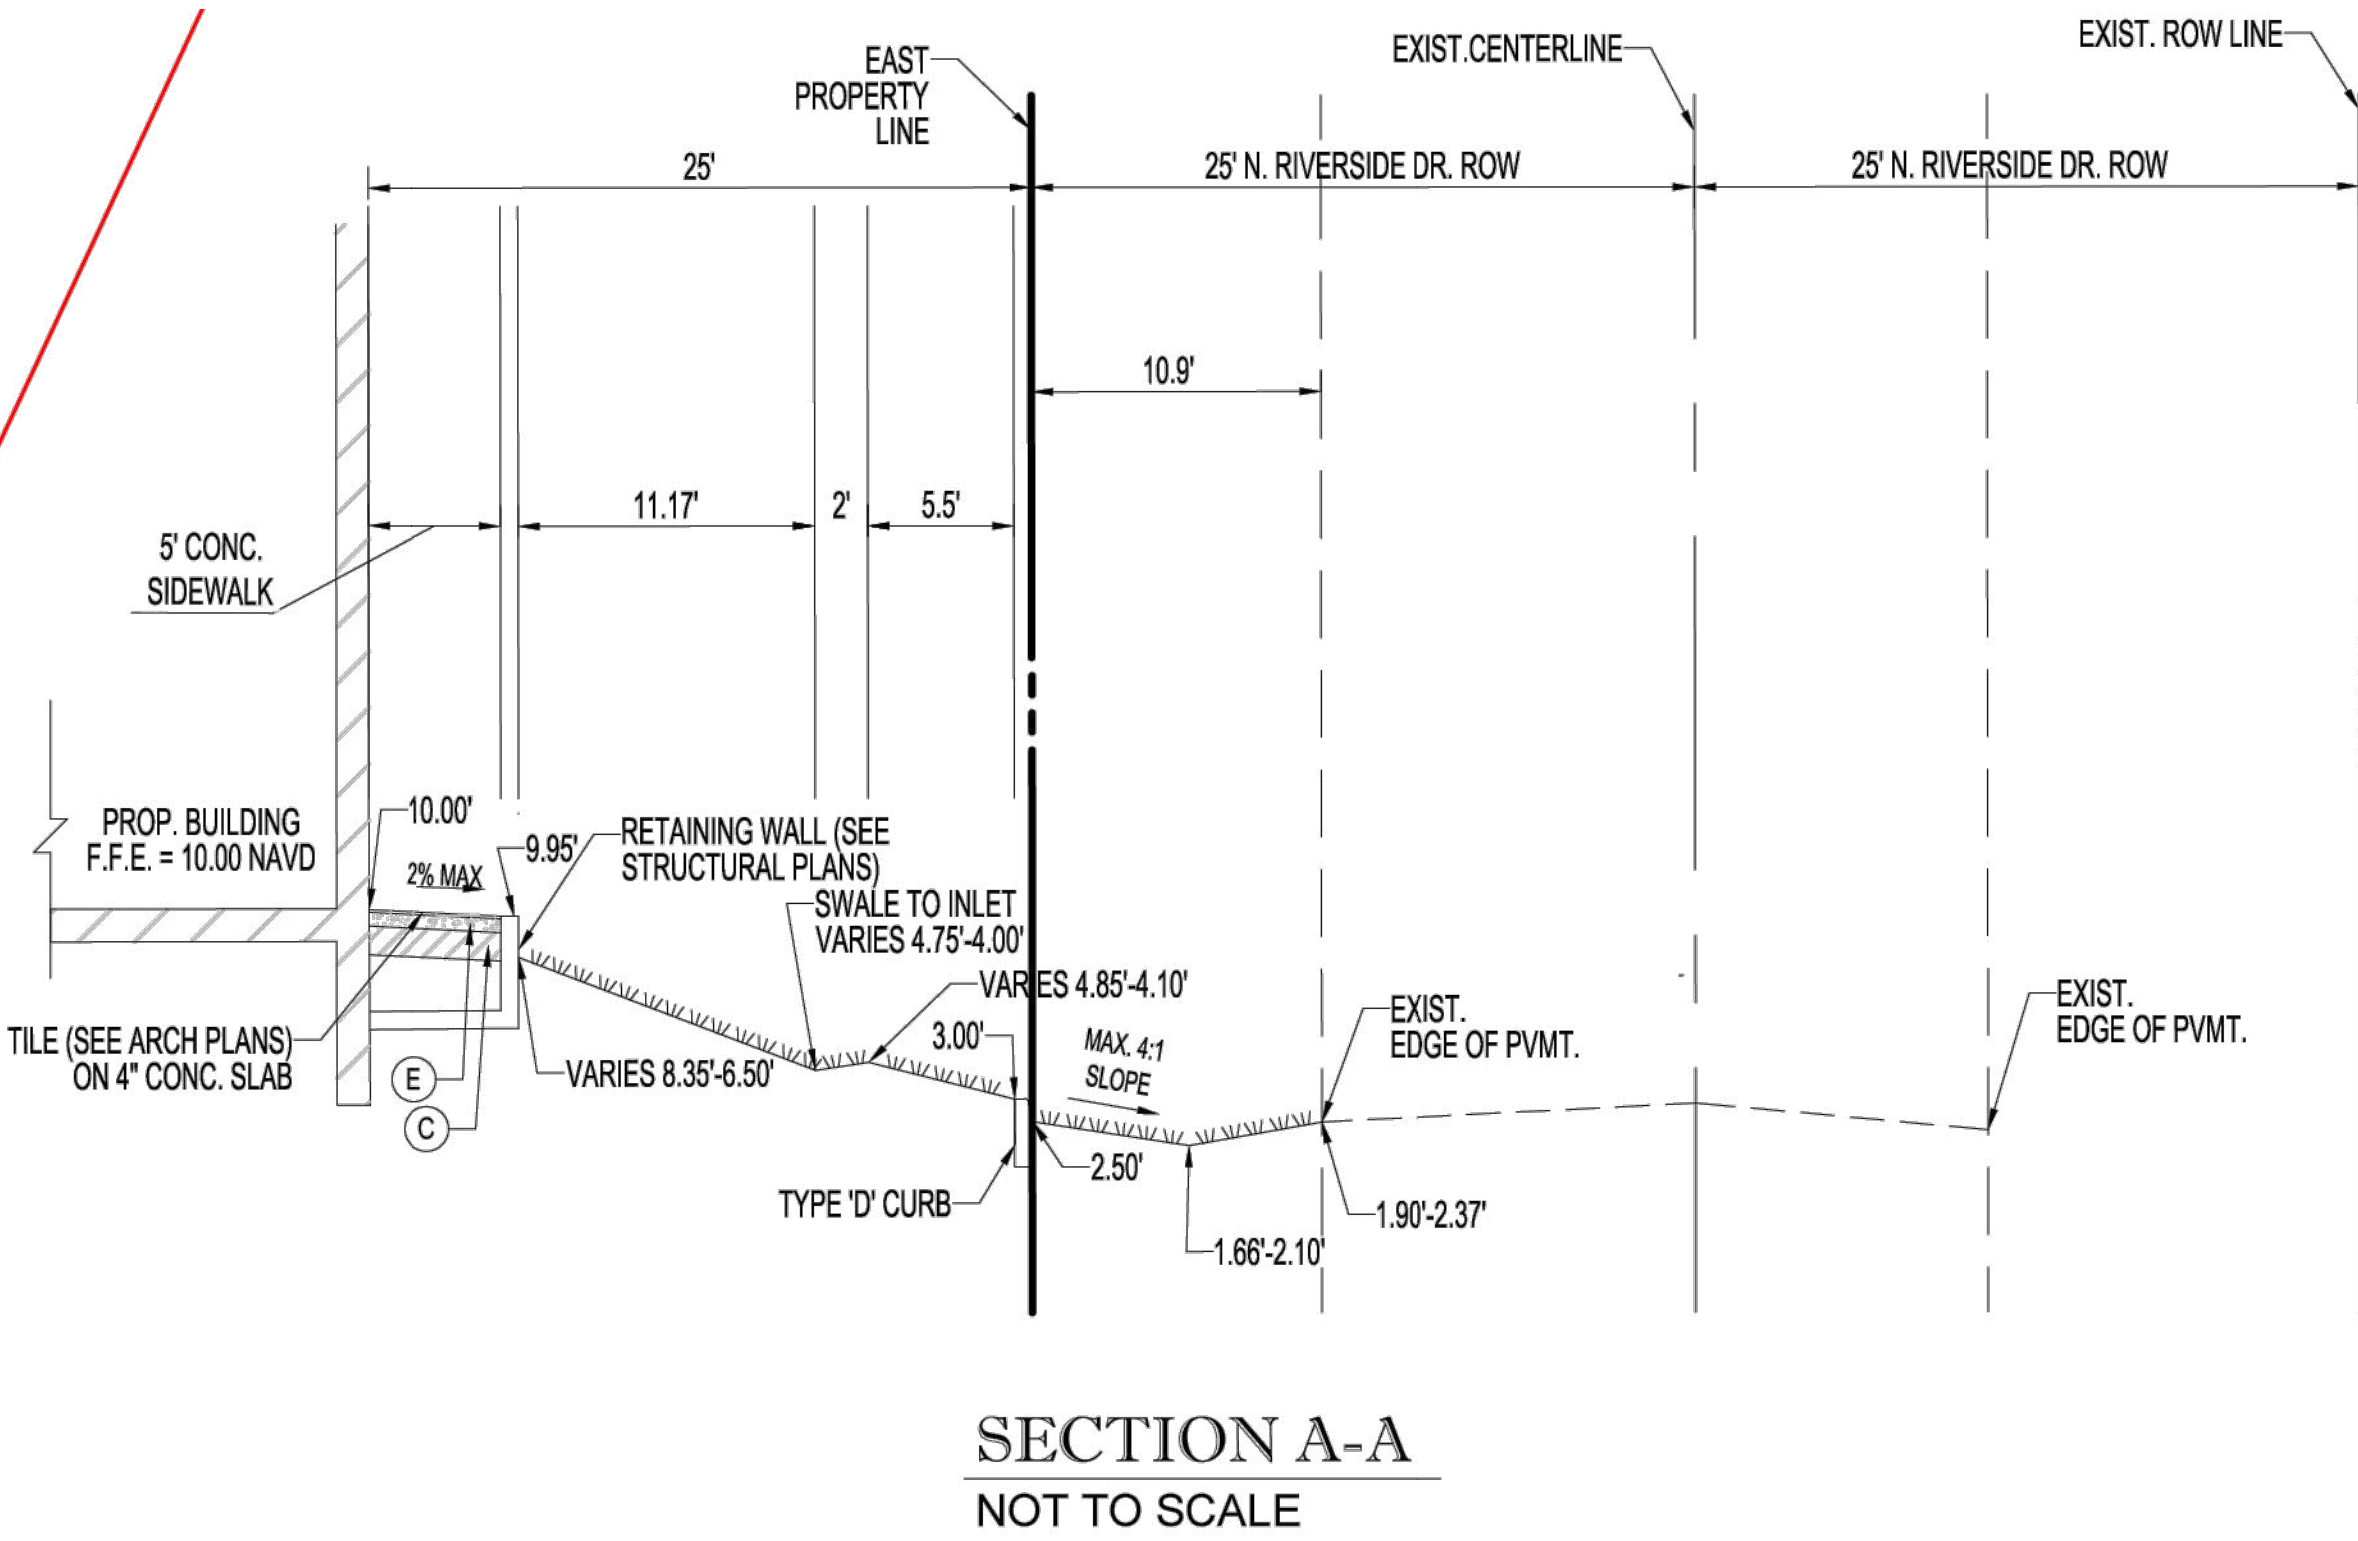 EXIST. ROW LINE
EXIST.CENTERLINE
EAST
PROPERTY
LINE
25'
25' N. RIVERSIDE DR. ROW
25' N. RIVERSIDE DR. ROW
10.9'
11.17'
2'
5.5'
5' CONC.
SIDEWALK
10.00'
PROP. BUILDING
F.F.E. = 10.00 NAVD
9.95'
2% MAX
RETAINING WALL (SEE
STRUCTURAL PLANS)
SWALE TO INLET
VARIES 4.75'-4.00'
VARIES 4.85'-4.10'
3.00'
MAX. 4:1
SLOPE
EXIST.
EDGE OF PVMT.
EXIST.
EDGE OF PVMT.
TILE (SEE ARCH PLANS)
ON 4" CONC. SLAB
E
C
VARIES 8.35'-6.50'
2.50'
TYPE 'D' CURB
1.90'-2.37'
1.66'-2.10'
SECTION A-A
NOT TO SCALE